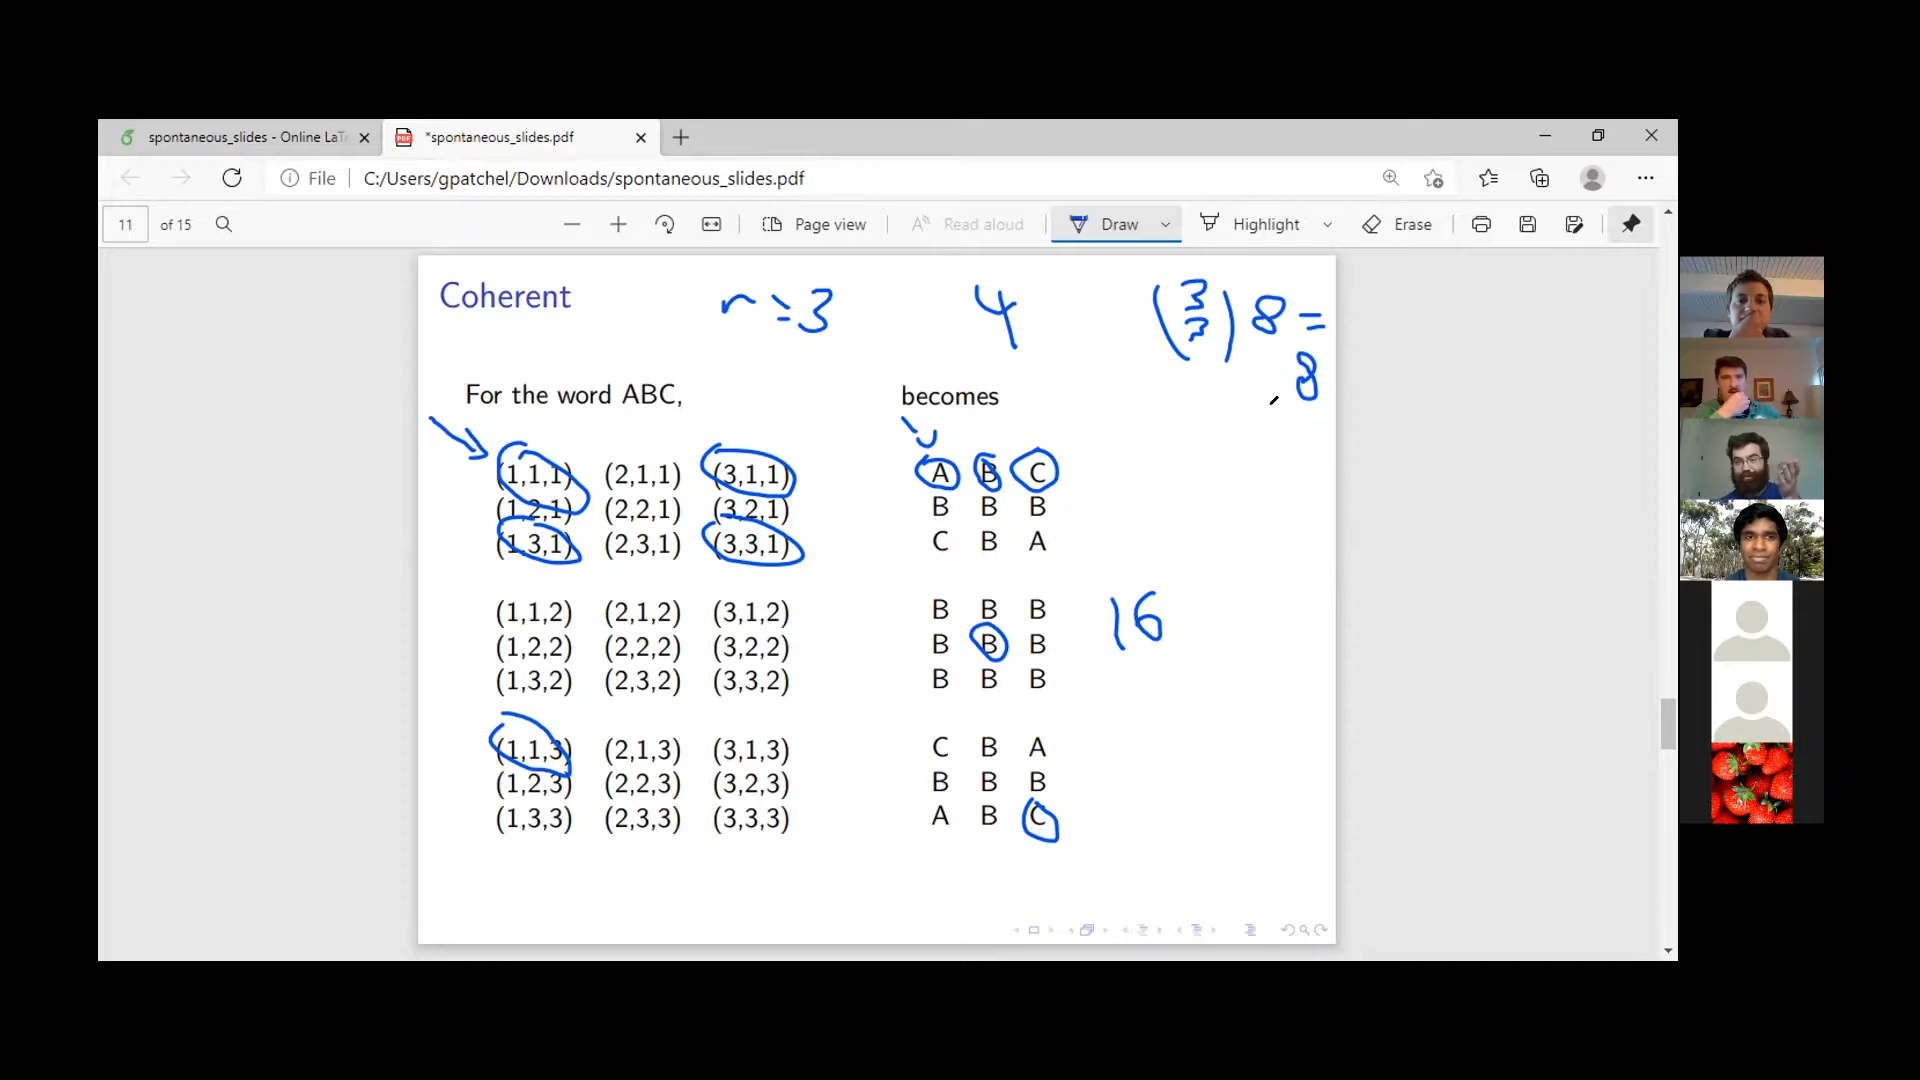 spontaneous_slides - Online LaTe
*spontaneous_slides.pdf
File C:/Users/gpatchel/Downloads/spontaneous_slides.pdf
11 of 15 Page view Read aloud Draw Highlight Erase
Coherent r = 3 4 (3 3) 8 =
8
For the word ABC, becomes
(1,1,1) (2,1,1) (3,1,1) A B C
(1,2,1) (2,2,1) (3,2,1) B B B
(1,3,1) (2,3,1) (3,3,1) C B A
(1,1,2) (2,1,2) (3,1,2) B B B 16
(1,2,2) (2,2,2) (3,2,2) B B B
(1,3,2) (2,3,2) (3,3,2) B B B
(1,1,3) (2,1,3) (3,1,3) C B A
(1,2,3) (2,2,3) (3,2,3) B B B
(1,3,3) (2,3,3) (3,3,3) A B C